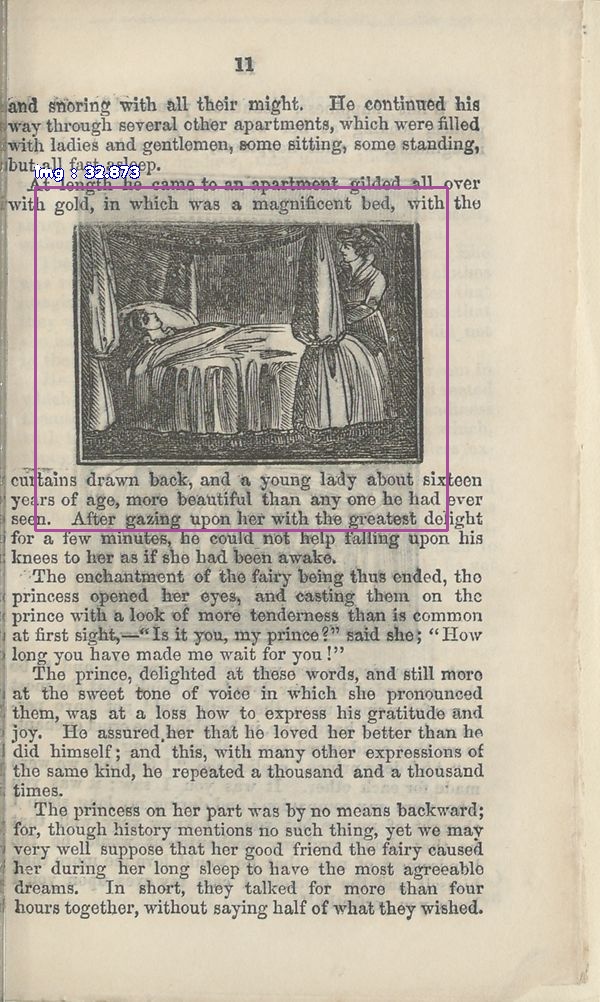 11
and snoring with all their might. He continued his
way through several other apartments, which were filled
with ladies and gentlemen, some sitting, some standing,
but all fast asleep.
Img : 32.873
At length he came to an apartment gilded all over
with gold, in which was a magnificent bed, with the
curtains drawn back, and a young lady about sixteen
years of age, more beautiful than any one he had ever
seen. After gazing upon her with the greatest delight
for a few minutes, he could not help falling upon his
knees to her as if she had been awake.
The enchantment of the fairy being thus ended, the
princess opened her eyes, and casting them on the
prince with a look of more tenderness than is common
at first sight,—“Is it you, my prince?” said she; “How
long you have made me wait for you!”
The prince, delighted at these words, and still more
at the sweet tone of voice in which she pronounced
them, was at a loss how to express his gratitude and
joy. He assured her that he loved her better than he
did himself; and this, with many other expressions of
the same kind, he repeated a thousand and a thousand
times.
The princess on her part was by no means backward;
for, though history mentions no such thing, yet we may
very well suppose that her good friend the fairy caused
her during her long sleep to have the most agreeable
dreams. In short, they talked for more than four
hours together, without saying half of what they wished.